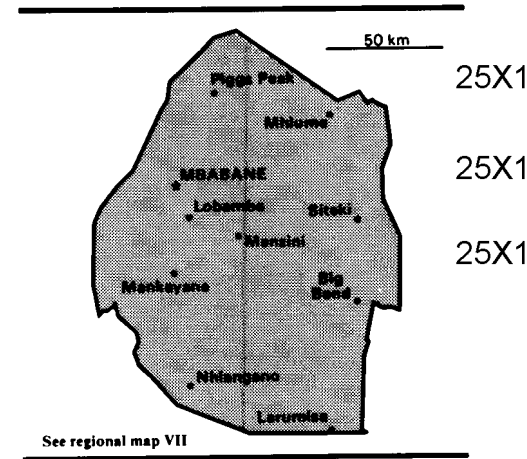 50 km
25X1
Piggs Peak
Mhlume
MBABANE
25X1
Lobamba
Siteki
Manzini
25X1
Mankayane
Big
Bend
Nhlangano
Lavumisa
See regional map VII